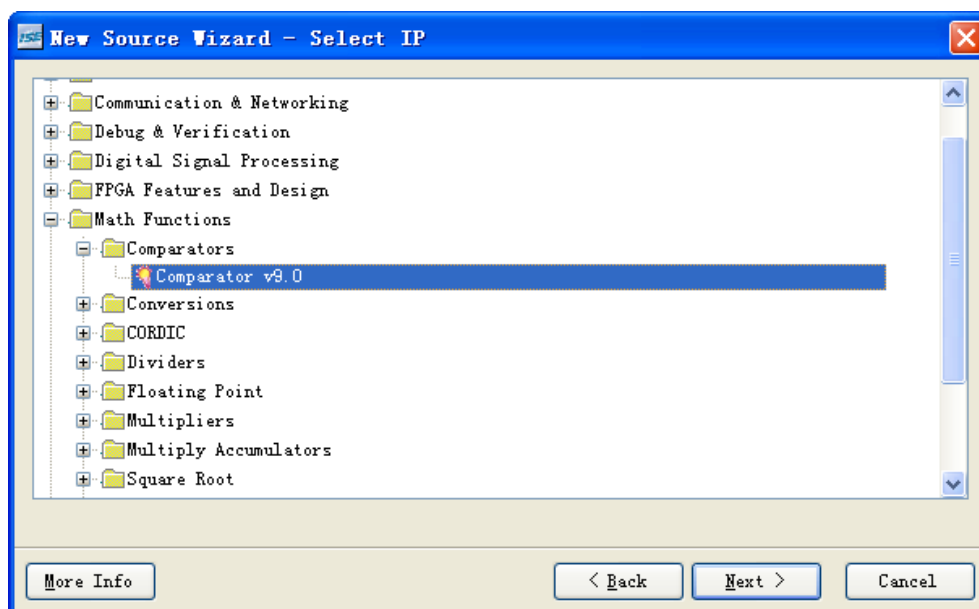 ISE New Source Wizard - Select IP
Communication & Networking
Debug & Verification
Digital Signal Processing
FPGA Features and Design
Math Functions
Comparators
Comparator v9.0
Conversions
CORDIC
Dividers
Floating Point
Multipliers
Multiply Accumulators
Square Root
More Info < Back Next > Cancel